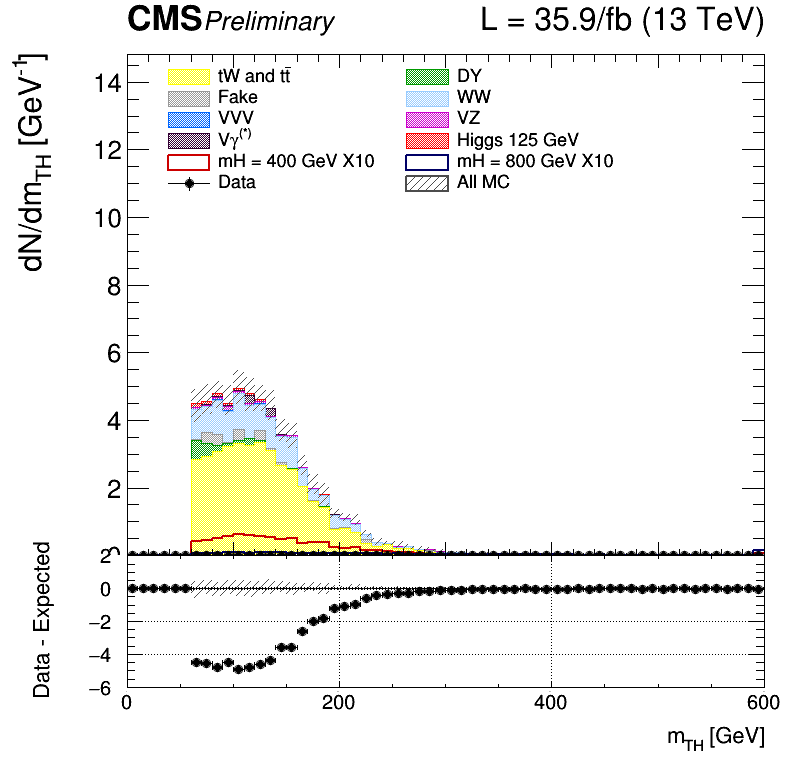 CMS Preliminary L = 35.9/fb (13 TeV)
dN/dm_TH [GeV^-1]
14
12
10
8
6
4
2
0
tW and tt̄ DY
Fake WW
VVV VZ
Vγ^(*) Higgs 125 GeV
mH = 400 GeV X10 mH = 800 GeV X10
Data All MC
Data - Expected
2
0
−2
−4
−6
0 200 400 600
m_TH [GeV]